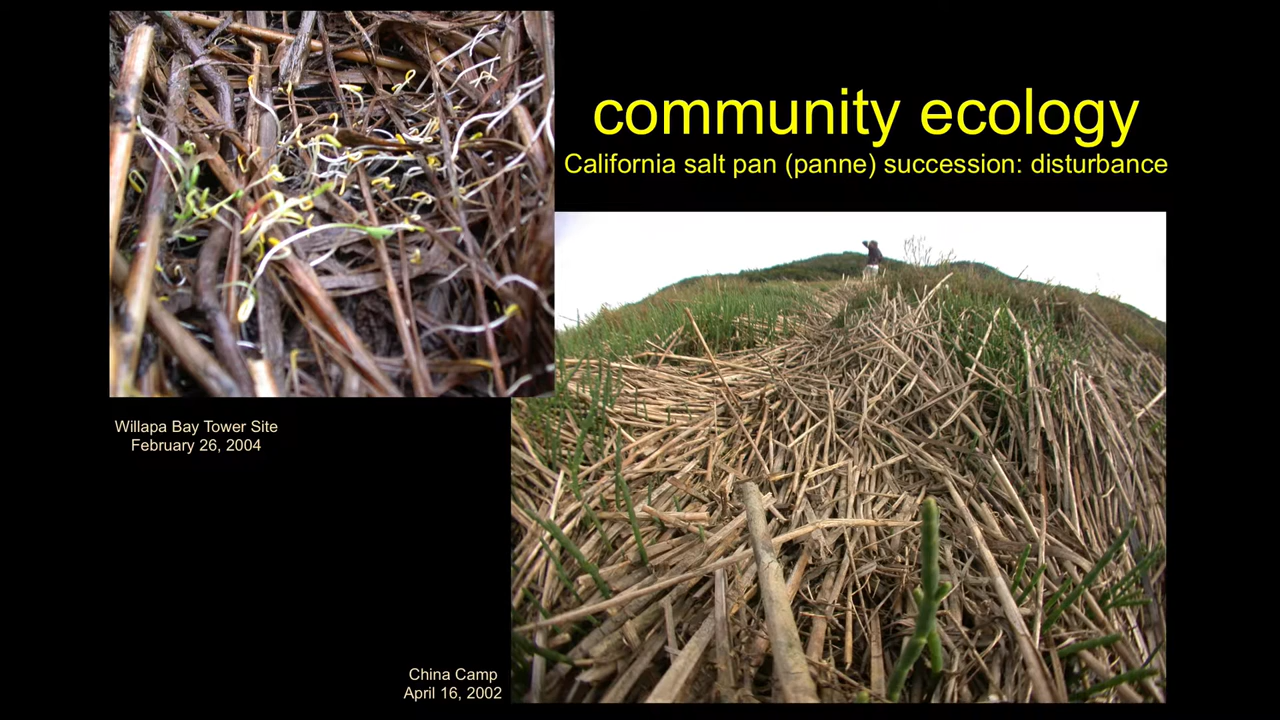 community ecology
California salt pan (panne) succession: disturbance
Willapa Bay Tower Site
February 26, 2004
China Camp
April 16, 2002